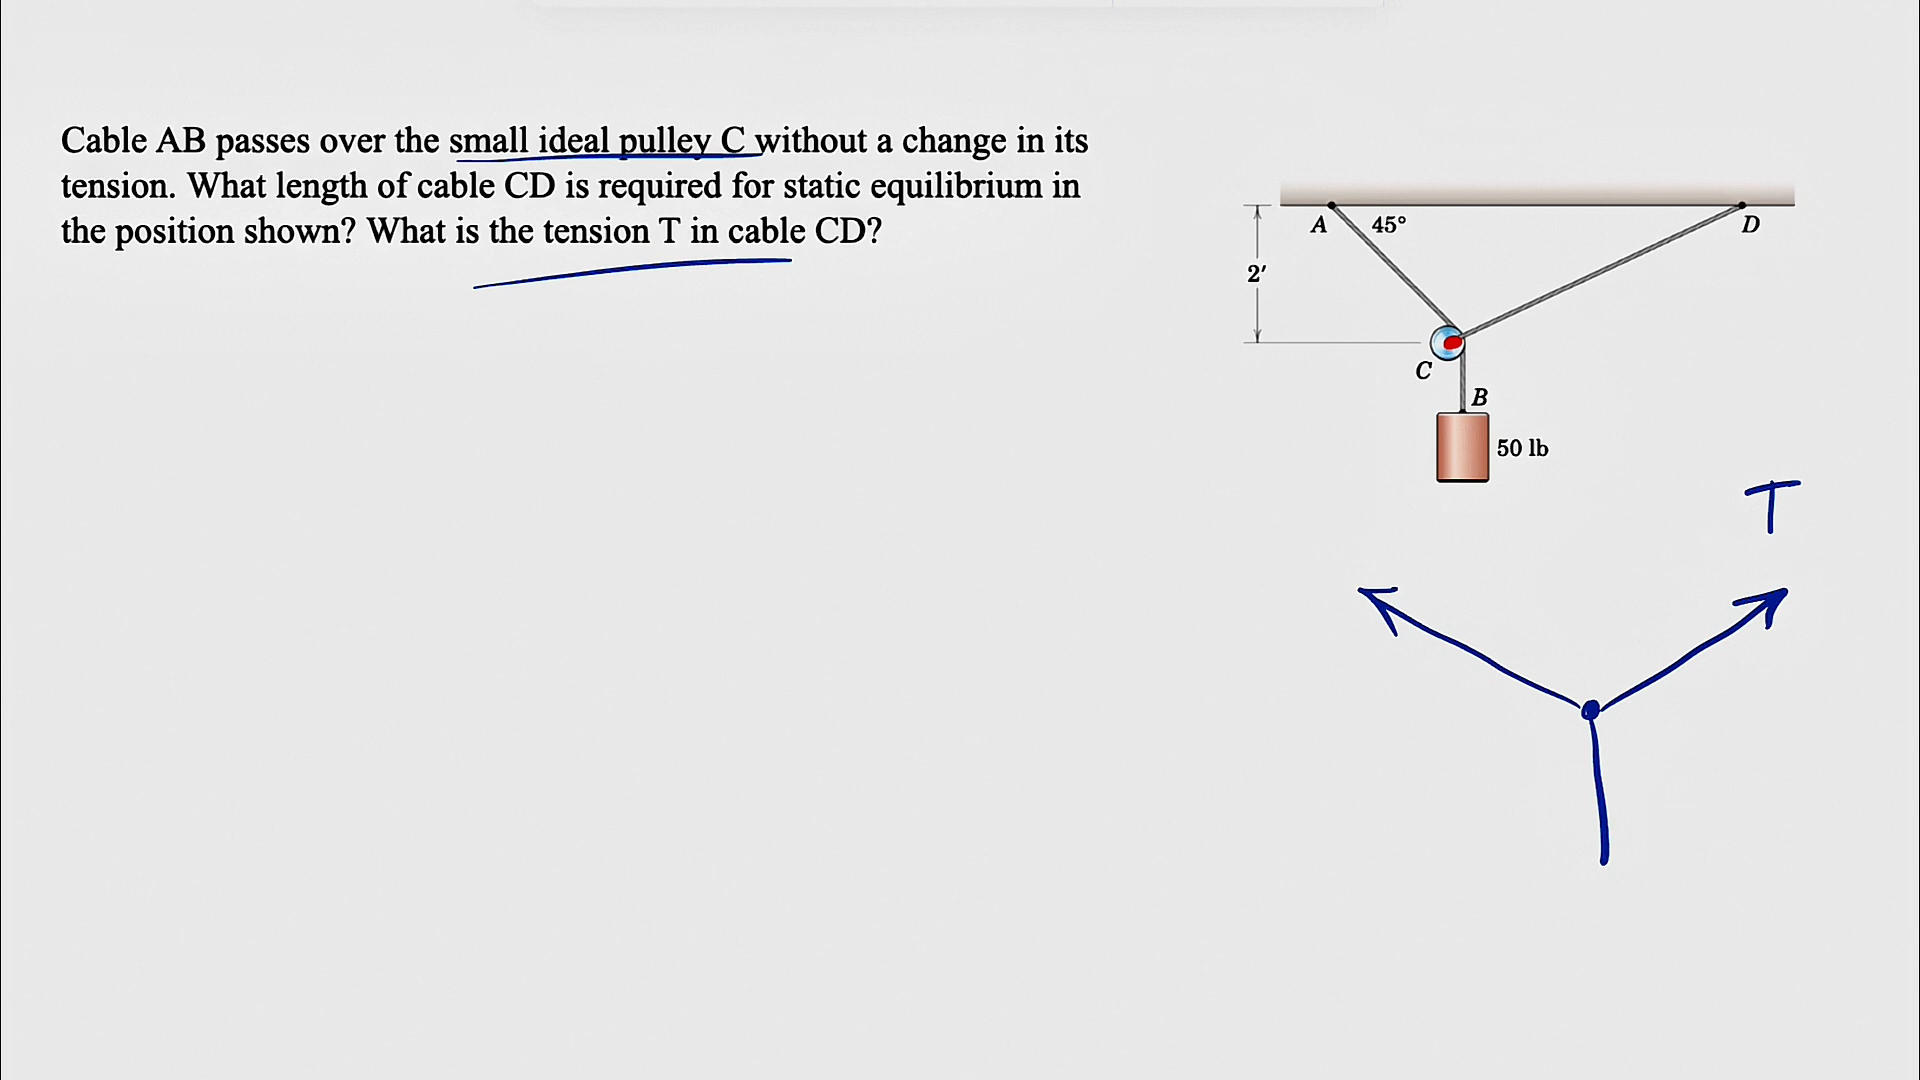 Cable AB passes over the small ideal pulley C without a change in its
tension. What length of cable CD is required for static equilibrium in
the position shown? What is the tension T in cable CD?
A
45°
D
2′
C
B
50 lb
T